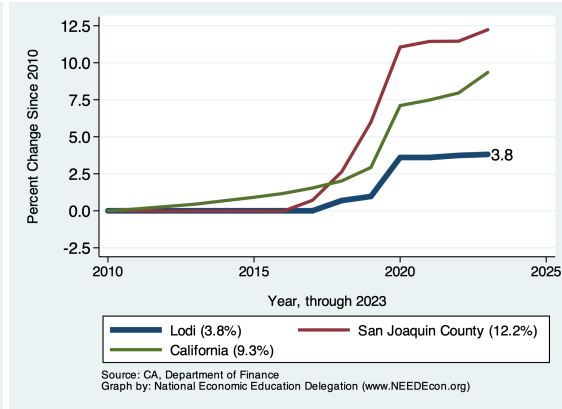 Percent Change Since 2010
12.5
10.0
7.5
5.0
2.5
0.0
-2.5
3.8
2010 2015 2020 2025
Year, through 2023
Lodi (3.8%) San Joaquin County (12.2%)
California (9.3%)
Source: CA, Department of Finance
Graph by: National Economic Education Delegation (www.NEEDEcon.org)